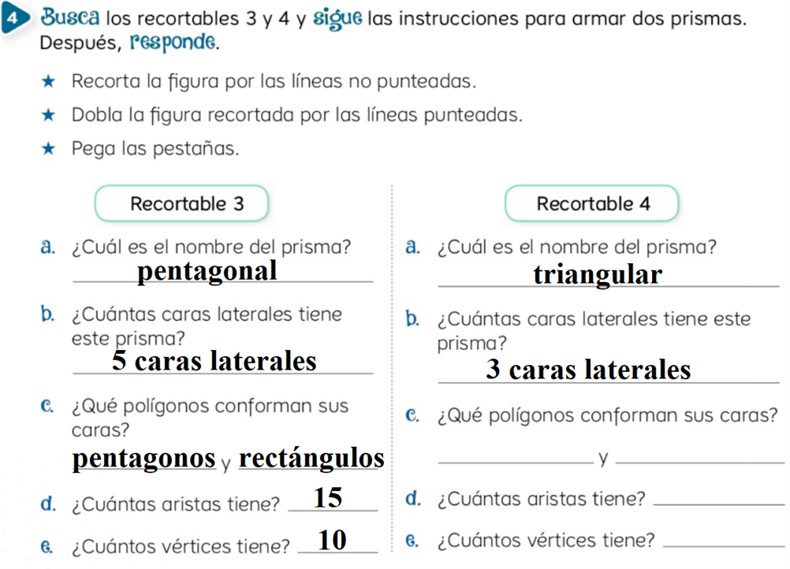 4 Busca los recortables 3 y 4 y sigue las instrucciones para armar dos prismas.
Después, responde.
★ Recorta la figura por las líneas no punteadas.
★ Dobla la figura recortada por las líneas punteadas.
★ Pega las pestañas.
Recortable 3
a. ¿Cuál es el nombre del prisma?
pentagonal
b. ¿Cuántas caras laterales tiene
este prisma?
5 caras laterales
c. ¿Qué polígonos conforman sus
caras?
pentagonos y rectángulos
d. ¿Cuántas aristas tiene? 15
e. ¿Cuántos vértices tiene? 10
Recortable 4
a. ¿Cuál es el nombre del prisma?
triangular
b. ¿Cuántas caras laterales tiene este
prisma?
3 caras laterales
c. ¿Qué polígonos conforman sus caras?
y
d. ¿Cuántas aristas tiene?
e. ¿Cuántos vértices tiene?